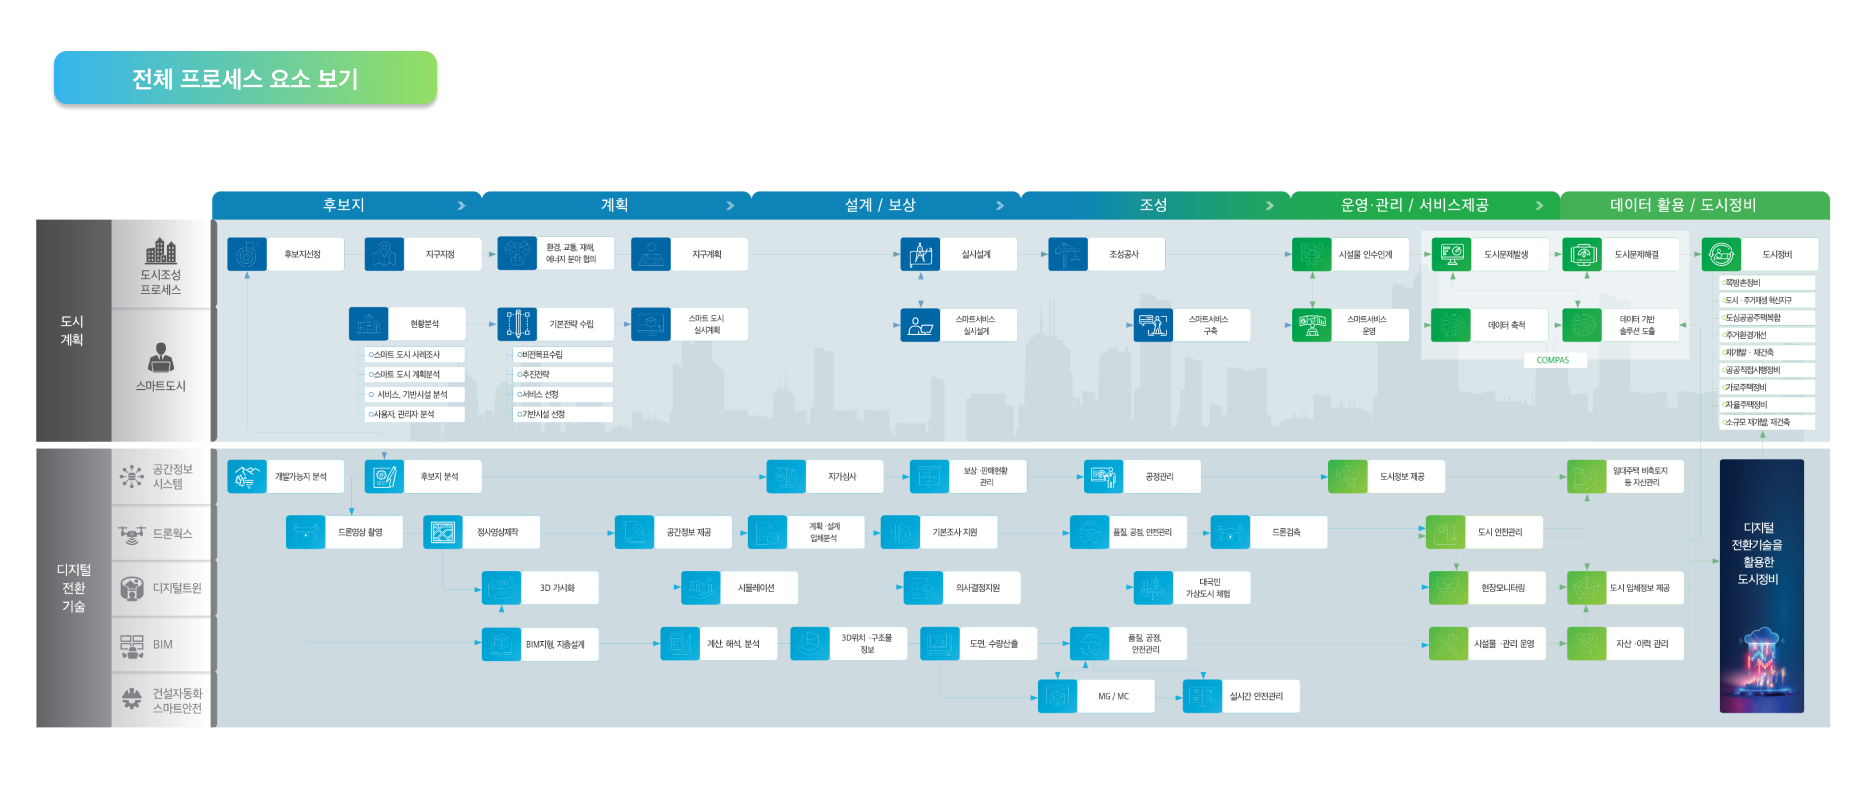 전체 프로세스 요소 보기
후보지
계획
설계 / 보상
조성
운영·관리 / 서비스제공
데이터 활용 / 도시정비
도시
계획
도시조성
프로세스
후보지선정
지구지정
환경, 교통, 재해,
에너지 분야 협의
지구계획
실시설계
조성공사
시설물 인수인계
도시문제발생
도시문제해결
도시정비
스마트도시
현황분석
스마트 도시 사례조사
스마트 도시 계획분석
서비스, 기반시설 분석
사용자, 관리자 분석
기본전략 수립
비전목표수립
추진전략
서비스 선정
기반시설 선정
스마트 도시
실시계획
스마트서비스
실시설계
스마트서비스
구축
스마트서비스
운영
데이터 축척
데이터 기반
솔루션 도출
COMPAS
쪽방촌정비
도시 · 주거재생 혁신지구
도심공공주택복합
주거환경개선
재개발 · 재건축
공공직접시행정비
가로주택정비
자율주택정비
소규모 재개발, 재건축
디지털
전환
기술
공간정보
시스템
개발가능지 분석
후보지 분석
지가심사
보상 ·판매현황
관리
공정관리
도시정보 제공
임대주택 비축토지
등 자산관리
드론웍스
드론영상 촬영
정사영상제작
공간정보 제공
계획 ·설계
입체분석
기본조사 지원
품질, 공정, 안전관리
드론검측
도시 안전관리
디지털트윈
3D 가시화
시뮬레이션
의사결정지원
대국민
가상도시 체험
현장모니터링
도시 입체정보 제공
BIM
BIM지형, 지층설계
계산, 해석, 분석
3D위치 ·구조물
정보
도면, 수량산출
품질, 공정,
안전관리
시설물 ·관리 운영
자산 ·이력 관리
건설자동화
스마트안전
MG / MC
실시간 안전관리
디지털
전환기술을
활용한
도시정비